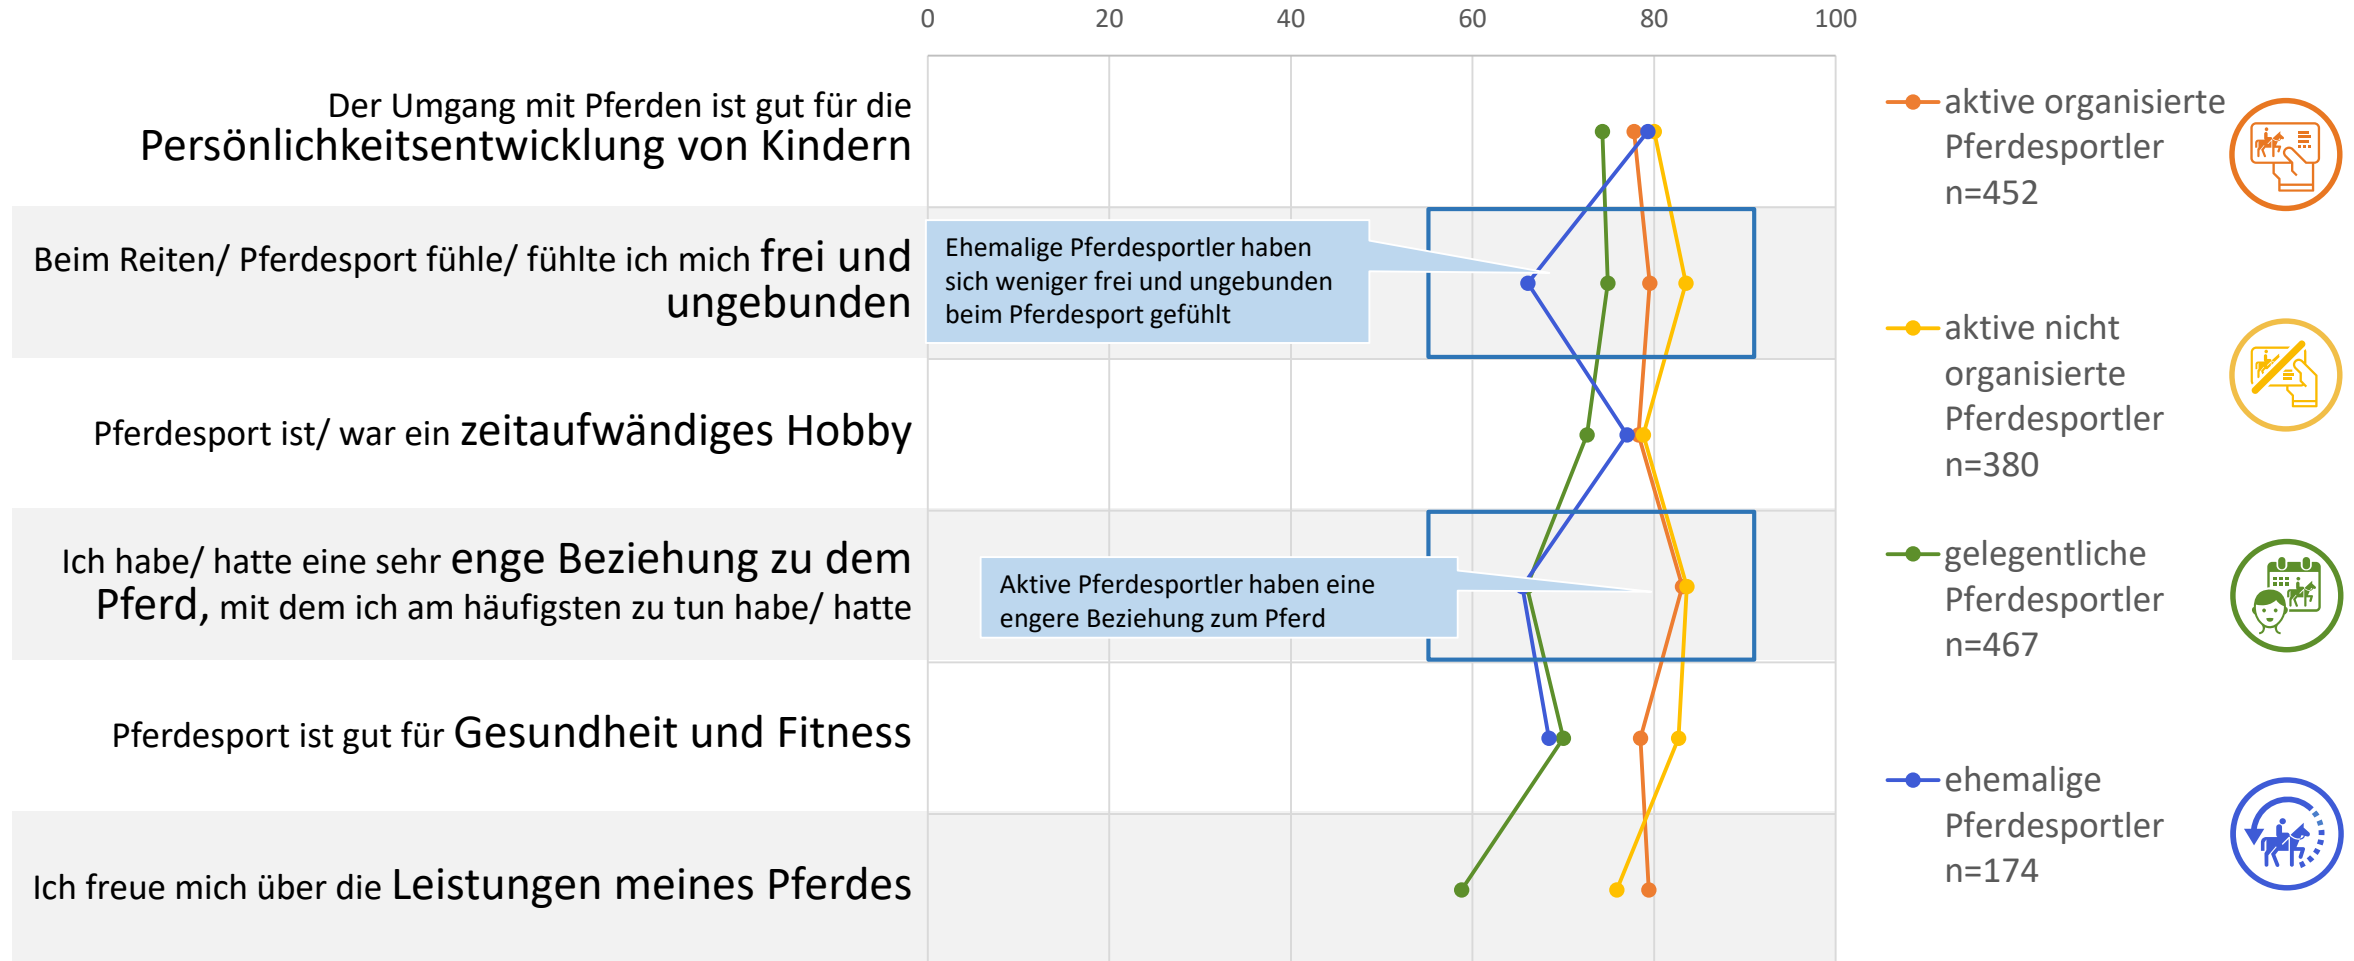 0 20 40 60 80 100
Der Umgang mit Pferden ist gut für die
Persönlichkeitsentwicklung von Kindern
Beim Reiten/ Pferdesport fühle/ fühlte ich mich frei und
ungebunden
Pferdesport ist/ war ein zeitaufwändiges Hobby
Ich habe/ hatte eine sehr enge Beziehung zu dem
Pferd, mit dem ich am häufigsten zu tun habe/ hatte
Pferdesport ist gut für Gesundheit und Fitness
Ich freue mich über die Leistungen meines Pferdes
Ehemalige Pferdesportler haben
sich weniger frei und ungebunden
beim Pferdesport gefühlt
Aktive Pferdesportler haben eine
engere Beziehung zum Pferd
aktive organisierte
Pferdesportler
n=452
aktive nicht
organisierte
Pferdesportler
n=380
gelegentliche
Pferdesportler
n=467
ehemalige
Pferdesportler
n=174